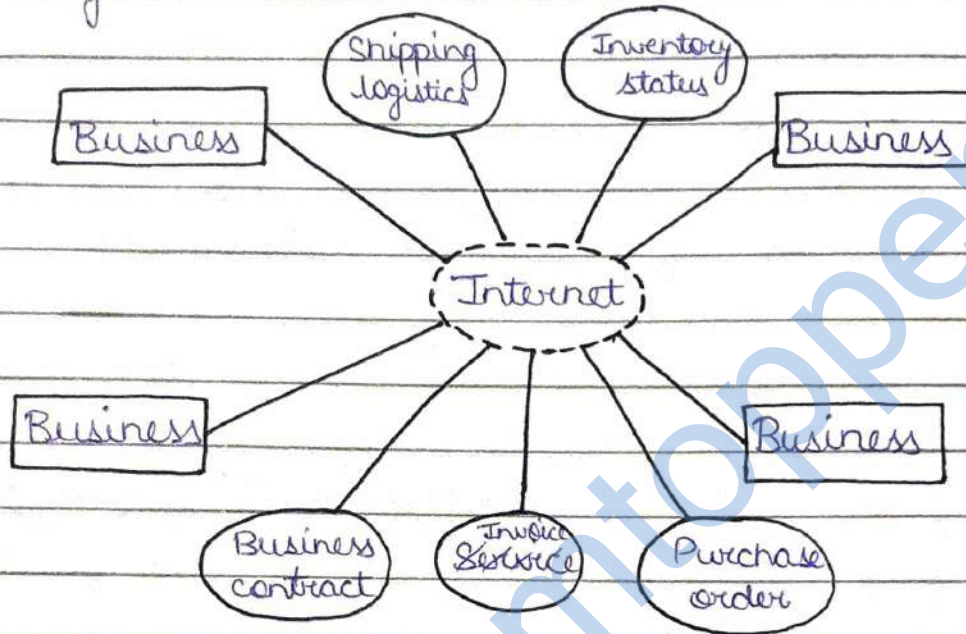 Shipping
logistics
Inventory
status
Business
Business
Internet
Business
Business
Business
contract
Invoice
Service
Purchase
order